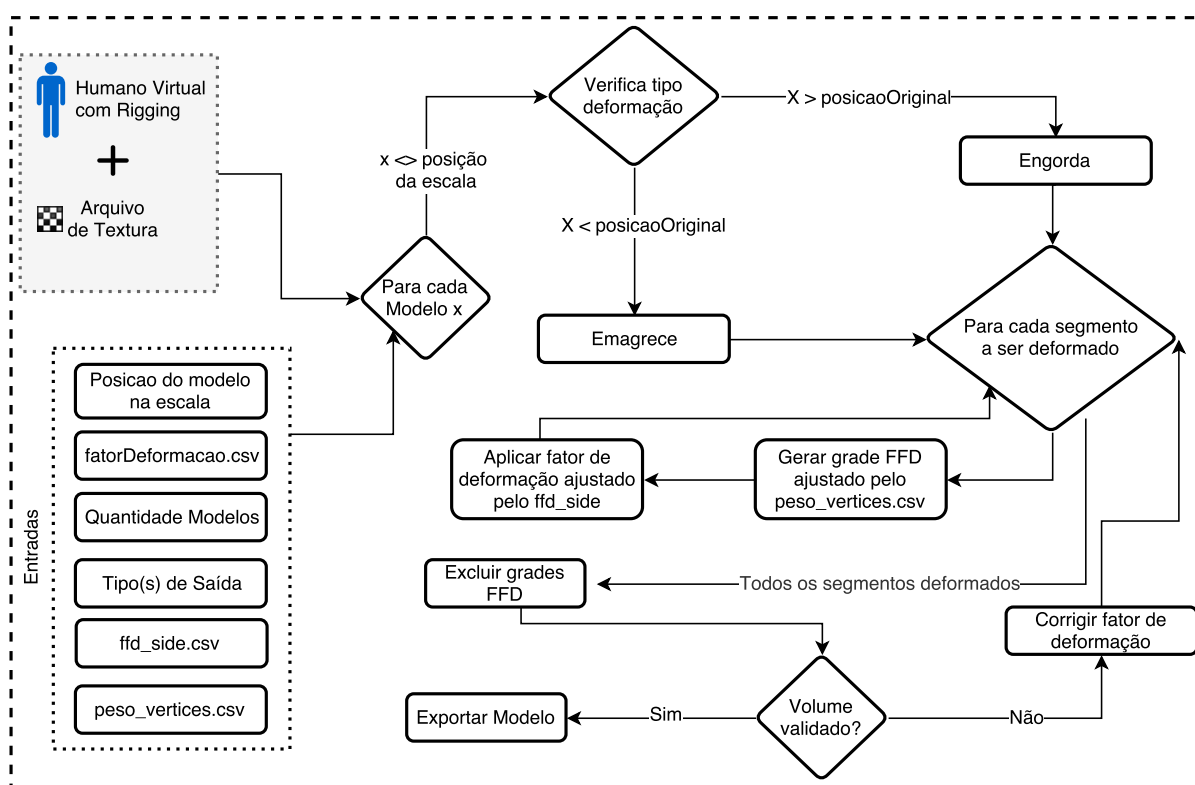 Humano Virtual
com Rigging
Arquivo
de Textura
Entradas
Posicao do modelo
na escala
fatorDeformacao.csv
Quantidade Modelos
Tipo(s) de Saída
ffd_side.csv
peso_vertices.csv
Para cada
Modelo x
x <> posição
da escala
Verifica tipo
deformação
X > posicaoOriginal
Engorda
X < posicaoOriginal
Emagrece
Para cada segmento
a ser deformado
Gerar grade FFD
ajustado pelo
peso_vertices.csv
Aplicar fator de
deformação ajustado
pelo ffd_side
Todos os segmentos deformados
Excluir grades
FFD
Volume
validado?
Sim
Exportar Modelo
Não
Corrigir fator de
deformação